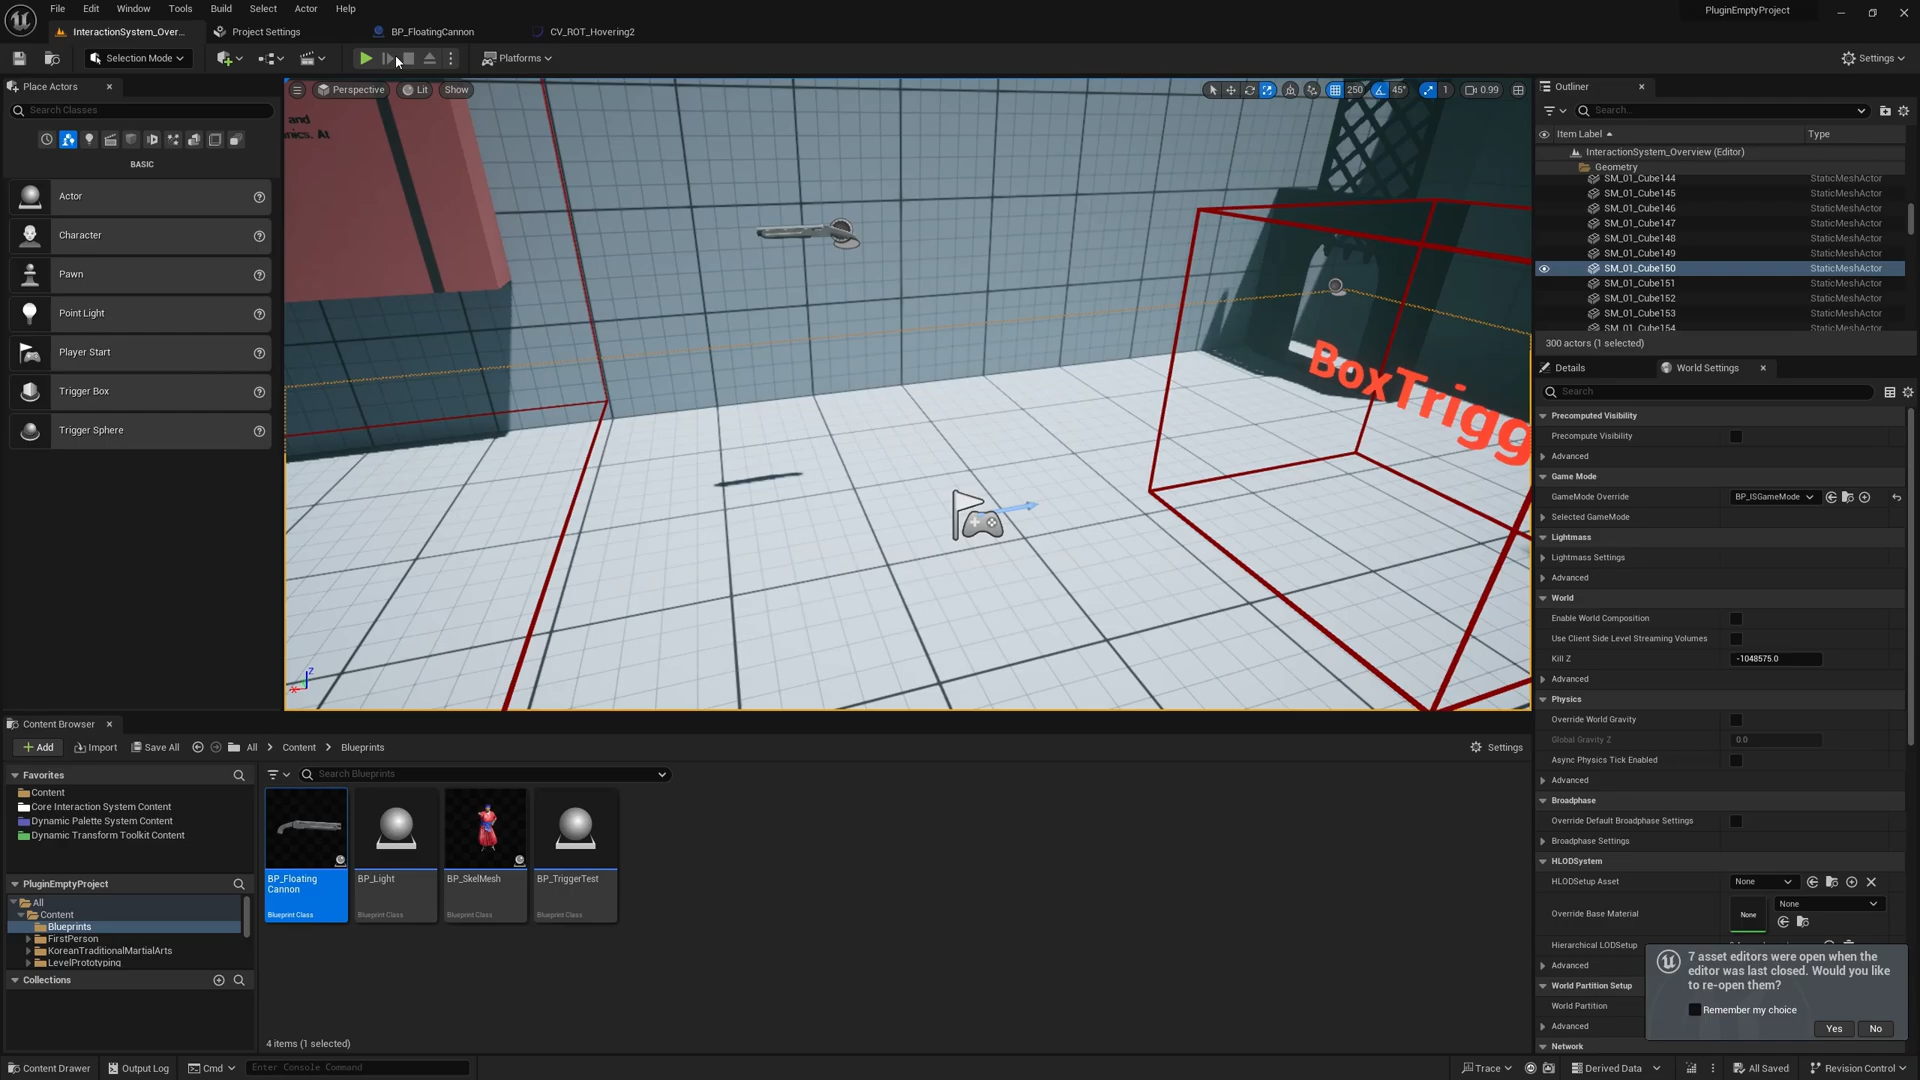 File Edit Window Tools Build Select Actor Help
PluginEmptyProject
InteractionSystem_Over... Project Settings BP_FloatingCannon CV_ROT_Hovering2
Selection Mode Platforms Settings
Place Actors
Search Classes
BASIC
Actor
Character
Pawn
Point Light
Player Start
Trigger Box
Trigger Sphere
Perspective Lit Show 250 45° 1 0.99
and
anics. At
BoxTrigg
Outliner
Search...
Item Label Type
InteractionSystem_Overview (Editor)
Geometry
SM_01_Cube144 StaticMeshActor
SM_01_Cube145 StaticMeshActor
SM_01_Cube146 StaticMeshActor
SM_01_Cube147 StaticMeshActor
SM_01_Cube148 StaticMeshActor
SM_01_Cube149 StaticMeshActor
SM_01_Cube150 StaticMeshActor
SM_01_Cube151 StaticMeshActor
SM_01_Cube152 StaticMeshActor
SM_01_Cube153 StaticMeshActor
SM_01_Cube154 StaticMeshActor
300 actors (1 selected)
Details World Settings
Search
Precomputed Visibility
Precompute Visibility
Advanced
Game Mode
GameMode Override BP_ISGameMode
Selected GameMode
Lightmass
Lightmass Settings
Advanced
World
Enable World Composition
Use Client Side Level Streaming Volumes
Kill Z -1048575.0
Advanced
Physics
Override World Gravity
Global Gravity Z 0.0
Async Physics Tick Enabled
Advanced
Broadphase
Override Default Broadphase Settings
Broadphase Settings
HLODSystem
HLODSetup Asset None
Override Base Material None None
Hierarchical LODSetup
Advanced
World Partition Setup
World Partition
Advanced
Network
7 asset editors were open when the
editor was last closed. Would you like
to re-open them?
Remember my choice
Yes No
Content Browser
Add Import Save All All Content Blueprints Settings
Favorites
Content
Core Interaction System Content
Dynamic Palette System Content
Dynamic Transform Toolkit Content
PluginEmptyProject
All
Content
Blueprints
FirstPerson
KoreanTraditionalMartialArts
LevelPrototyping
Collections
Search Blueprints
BP_Floating
Cannon
Blueprint Class
BP_Light
Blueprint Class
BP_SkelMesh
Blueprint Class
BP_TriggerTest
Blueprint Class
4 items (1 selected)
Content Drawer Output Log Cmd Enter Console Command Trace Derived Data All Saved Revision Control